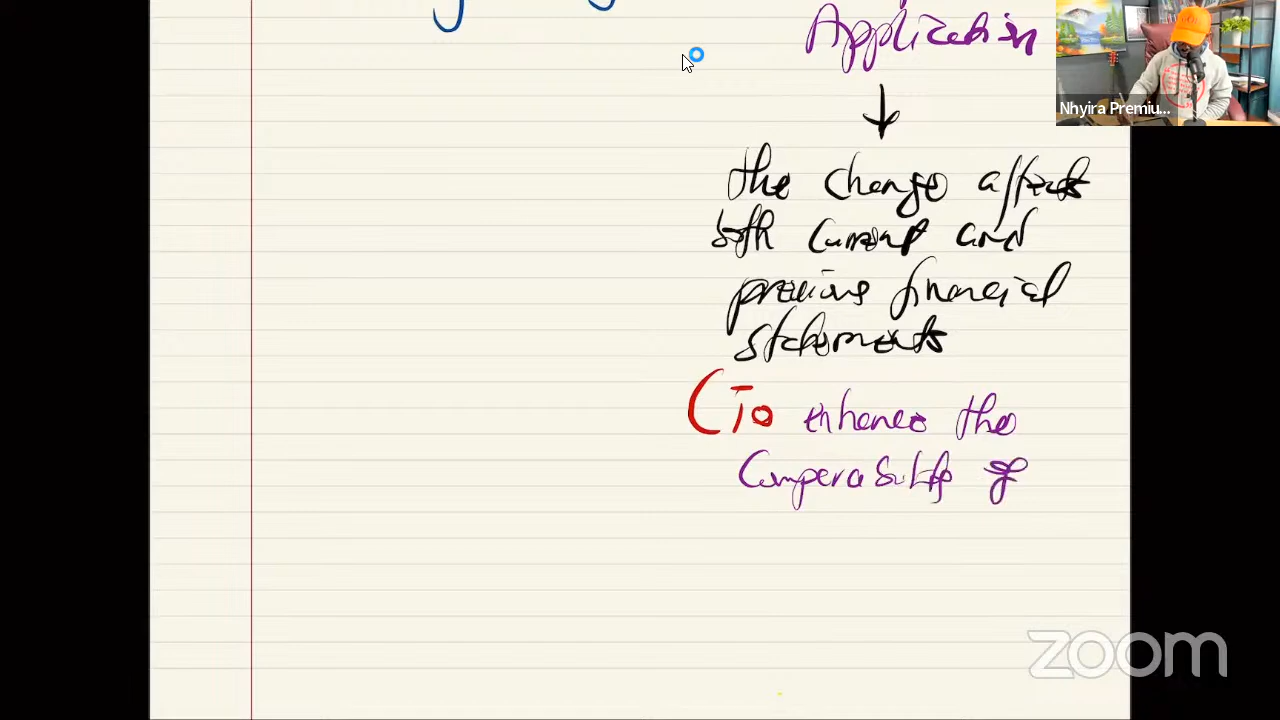 Application
Nhyira Premiu...
↓
the change affects
both current and
previous financial
statements
(To enhance the
Comparability of
zoom